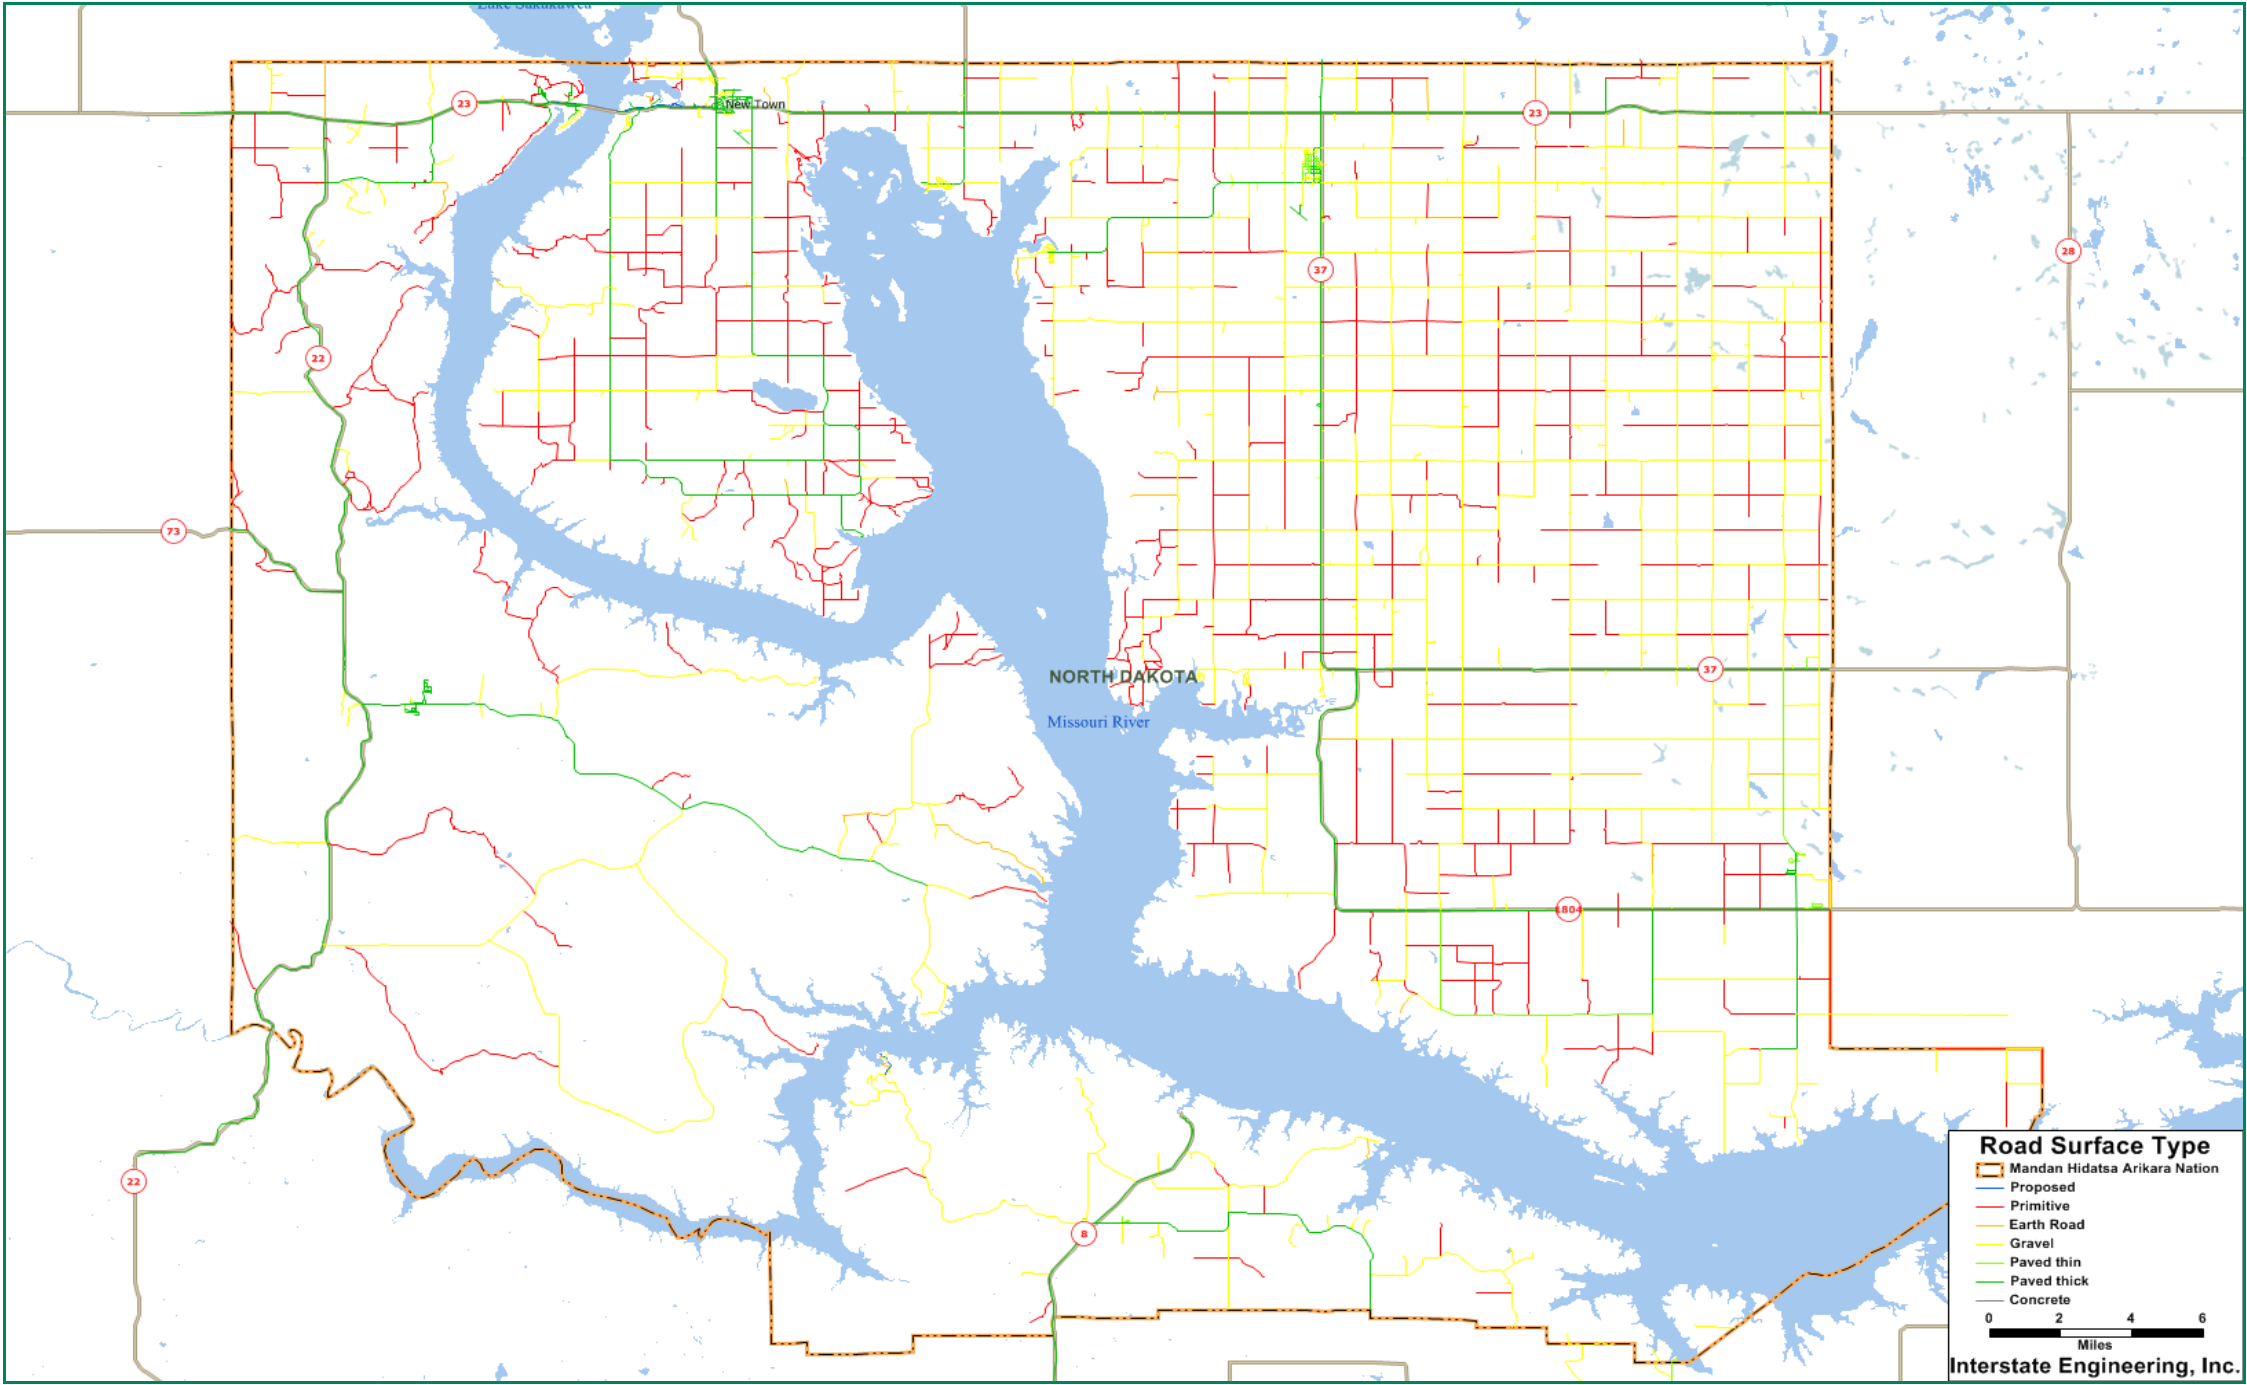 Lake Sakakawea
23
New Town
23
28
37
22
73
NORTH DAKOTA
37
Missouri River
1804
22
8
Road Surface Type
Mandan Hidatsa Arikara Nation
Proposed
Primitive
Earth Road
Gravel
Paved thin
Paved thick
Concrete
0 2 4 6
Miles
Interstate Engineering, Inc.